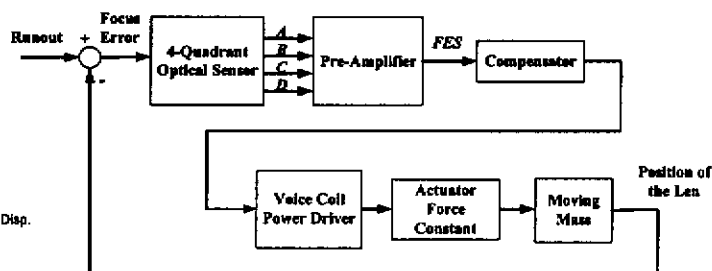 Focus
Runout + Error
4-Quadrant
Optical Sensor
A
B
C
D
Pre-Amplifier
FES
Compensator
-
Position of
the Len
Voice Coil
Power Driver
Actuator
Force
Constant
Moving
Mass
Disp.